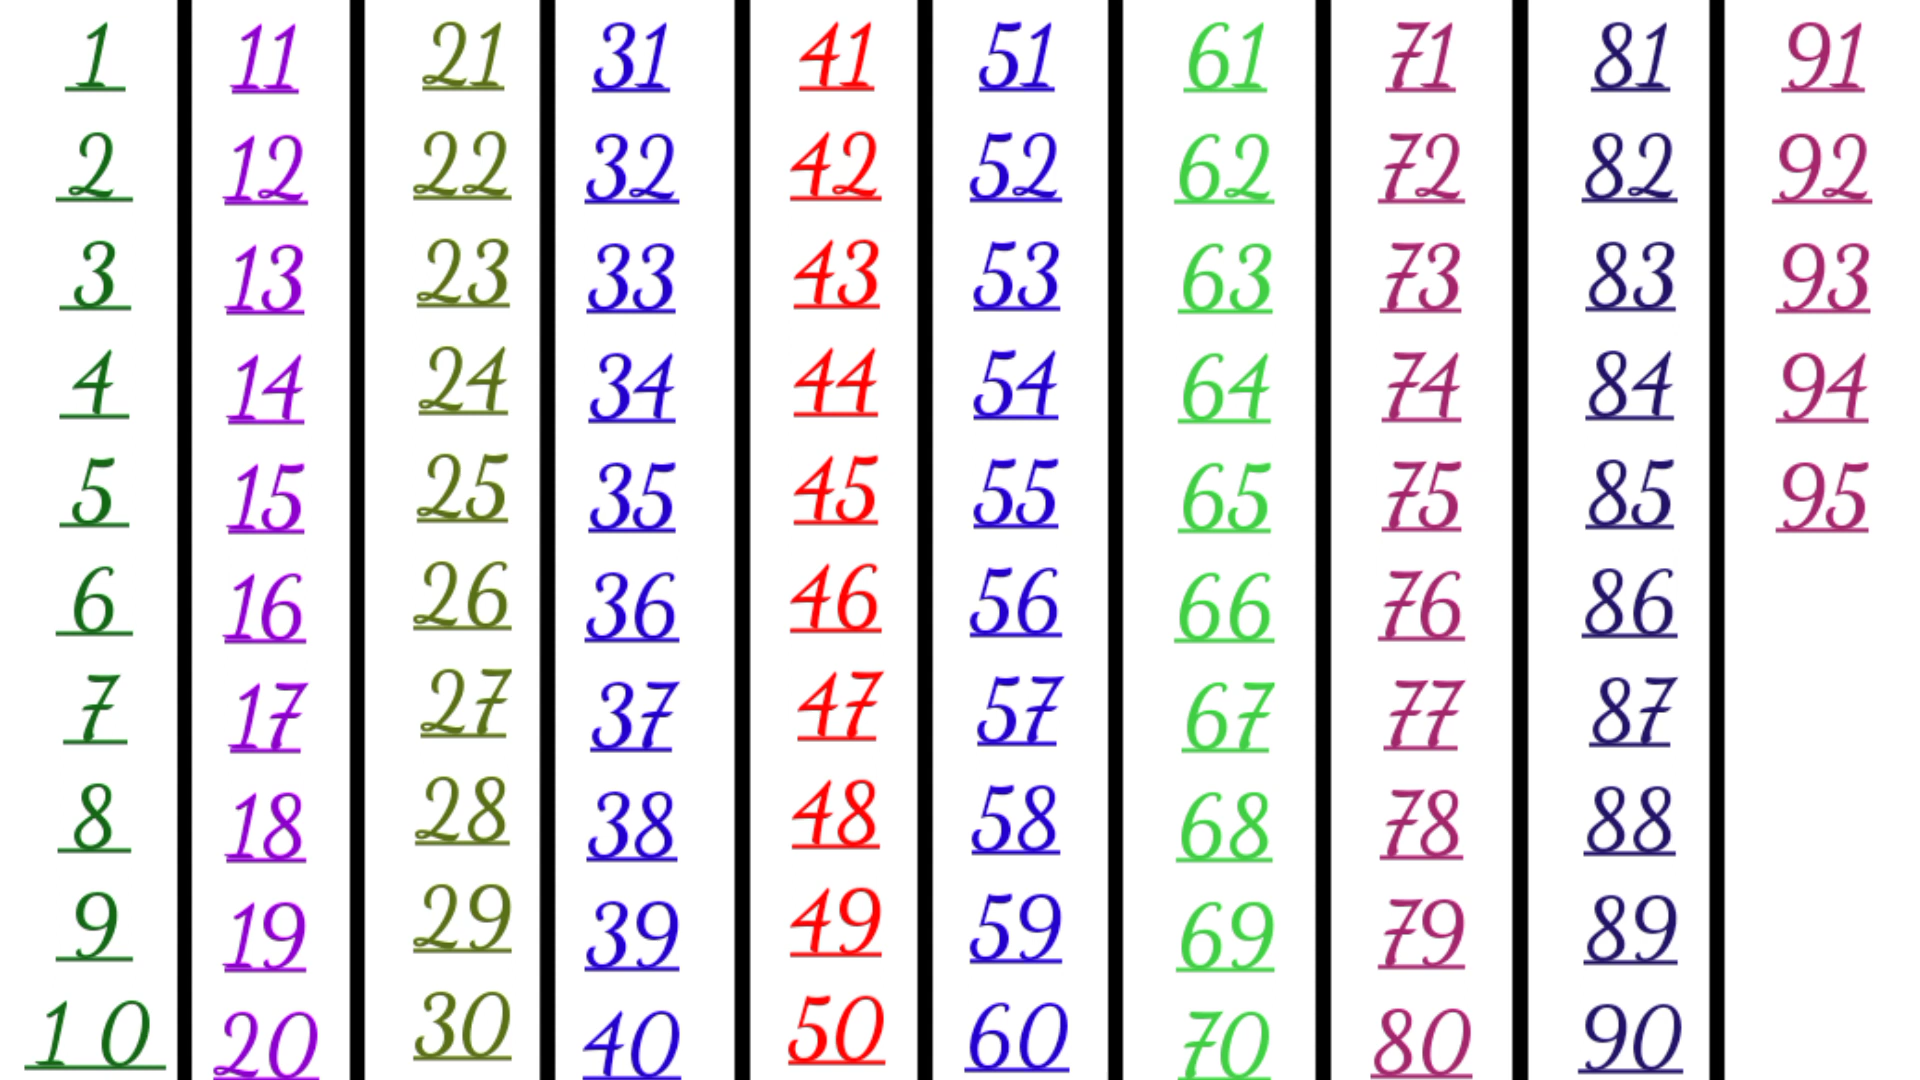 1 11 21 31 41 51 61 71 81 91
2 12 22 32 42 52 62 72 82 92
3 13 23 33 43 53 63 73 83 93
4 14 24 34 44 54 64 74 84 94
5 15 25 35 45 55 65 75 85 95
6 16 26 36 46 56 66 76 86
7 17 27 37 47 57 67 77 87
8 18 28 38 48 58 68 78 88
9 19 29 39 49 59 69 79 89
1 0 20 30 40 50 60 70 80 90